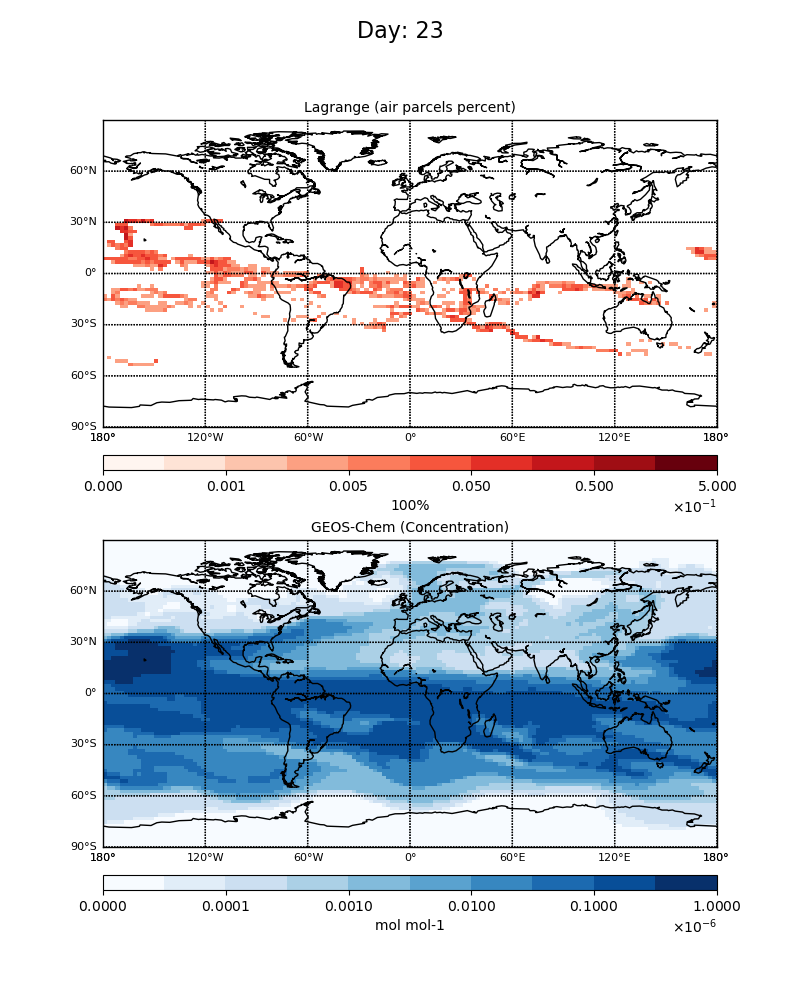 Day: 23
Lagrange (air parcels percent)
60°N
30°N
0°
30°S
60°S
90°S
180° 120°W 60°W 0° 60°E 120°E 180°
0.000 0.001 0.005 0.050 0.500 5.000
100% ×10⁻¹
GEOS-Chem (Concentration)
60°N
30°N
0°
30°S
60°S
90°S
180° 120°W 60°W 0° 60°E 120°E 180°
0.0000 0.0001 0.0010 0.0100 0.1000 1.0000
mol mol-1 ×10⁻⁶